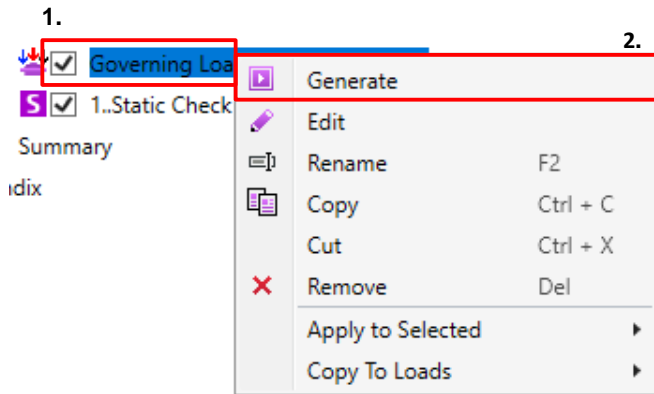 1.
2.
Governing Loa
Generate
1..Static Check
Edit
Summary
Rename F2
dix
Copy Ctrl + C
Cut Ctrl + X
Remove Del
Apply to Selected
Copy To Loads